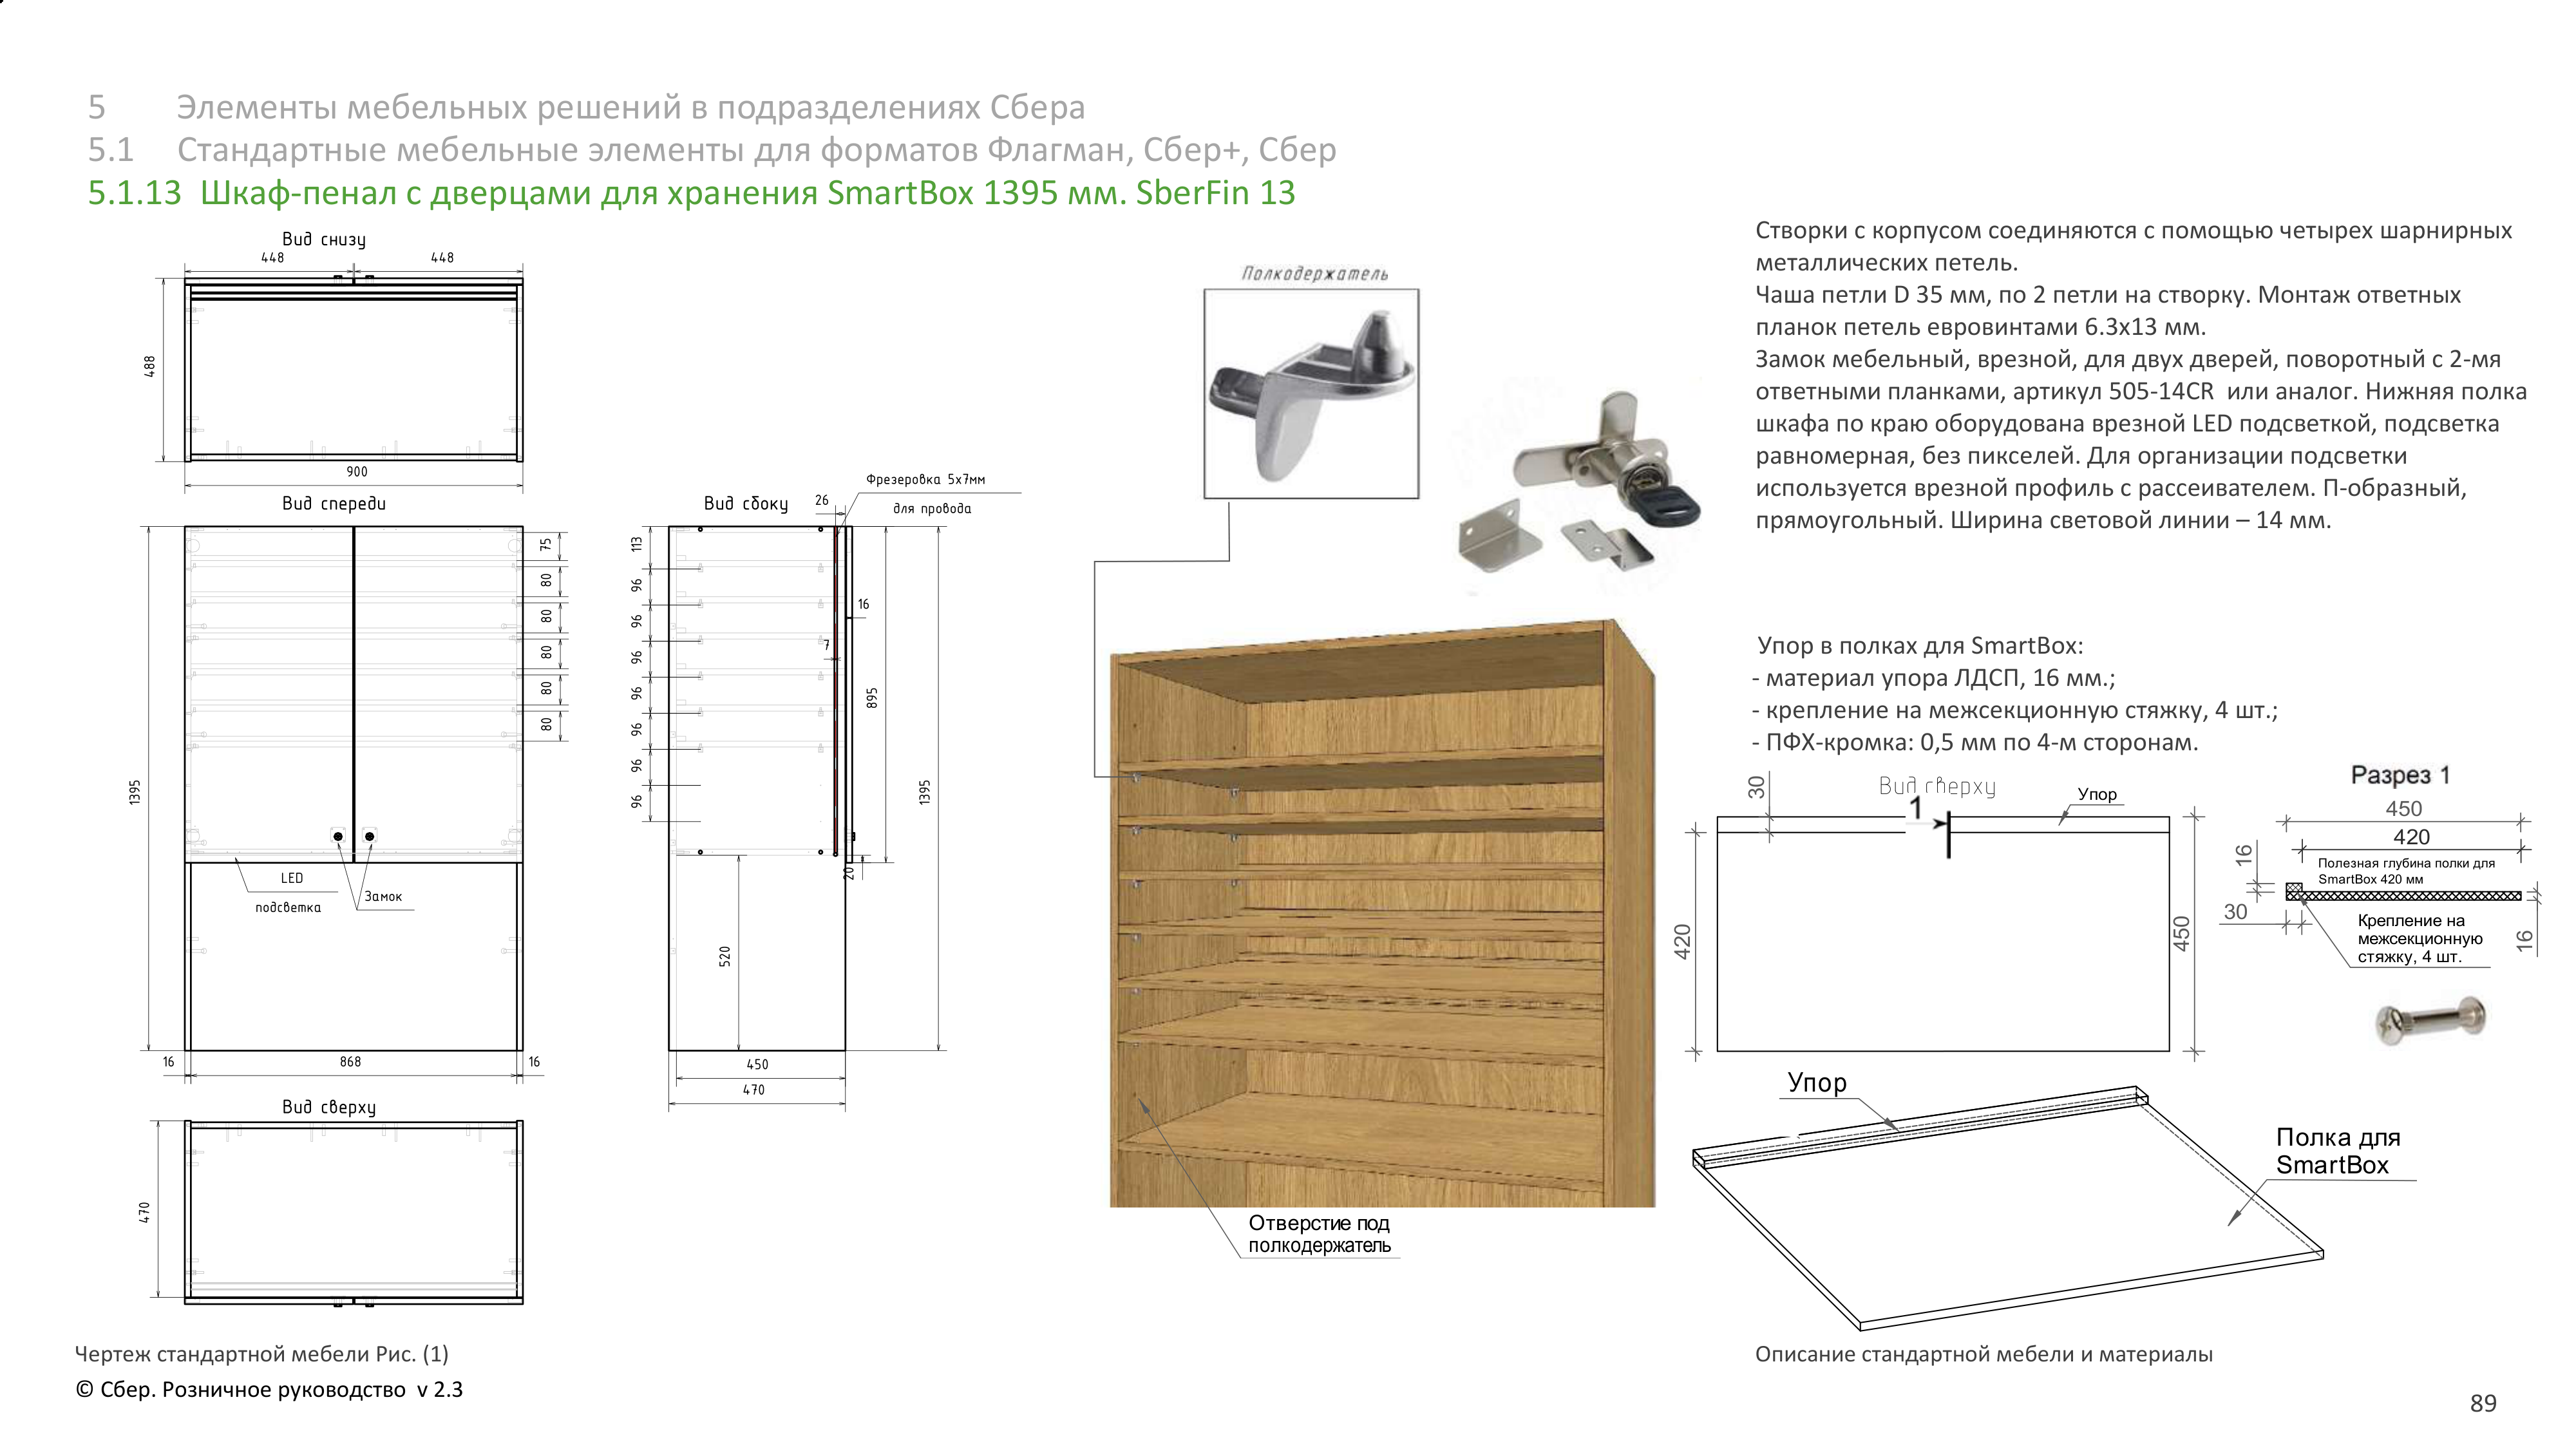 5 Элементы мебельных решений в подразделениях Сбера
5.1 Стандартные мебельные элементы для форматов Флагман, Сбер+, Сбер
5.1.13 Шкаф-пенал с дверцами для хранения SmartBox 1395 мм. SberFin 13
Вид снизу
448 448
488
900
Вид спереди
75
80
80
80
80
80
1395
LED
подсветка
Замок
16 868 16
Вид сверху
470
Вид сбоку
26
Фрезеровка 5х7мм
для провода
113
96
96
96
96
96
96
96
16
7
895
1395
20
520
450
470
Полкодержатель
Отверстие под
полкодержатель
Створки с корпусом соединяются с помощью четырех шарнирных
металлических петель.
Чаша петли D 35 мм, по 2 петли на створку. Монтаж ответных
планок петель евровинтами 6.3х13 мм.
Замок мебельный, врезной, для двух дверей, поворотный с 2-мя
ответными планками, артикул 505-14CR или аналог. Нижняя полка
шкафа по краю оборудована врезной LED подсветкой, подсветка
равномерная, без пикселей. Для организации подсветки
используется врезной профиль с рассеивателем. П-образный,
прямоугольный. Ширина световой линии – 14 мм.
Упор в полках для SmartBox:
- материал упора ЛДСП, 16 мм.;
- крепление на межсекционную стяжку, 4 шт.;
- ПФХ-кромка: 0,5 мм по 4-м сторонам.
30
Вид сверху
1
Упор
420
450
Разрез 1
450
420
16
Полезная глубина полки для
SmartBox 420 мм
30
Крепление на
межсекционную
стяжку, 4 шт.
16
Упор
Полка для
SmartBox
Чертеж стандартной мебели Рис. (1)
Описание стандартной мебели и материалы
© Сбер. Розничное руководство v 2.3
89